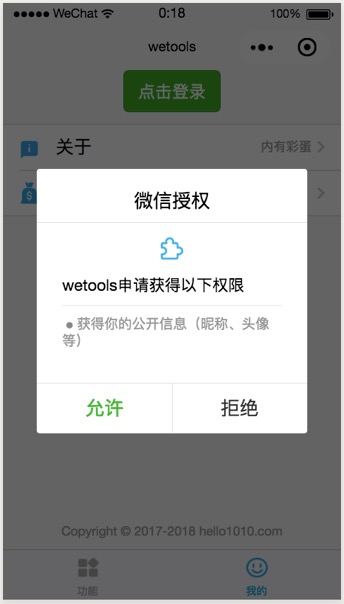 WeChat 0:18 100%
wetools
点击登录
关于 内有彩蛋
微信授权
wetools申请获得以下权限
● 获得你的公开信息（昵称、头像
等）
允许 拒绝
Copyright © 2017-2018 hello1010.com
功能 我的